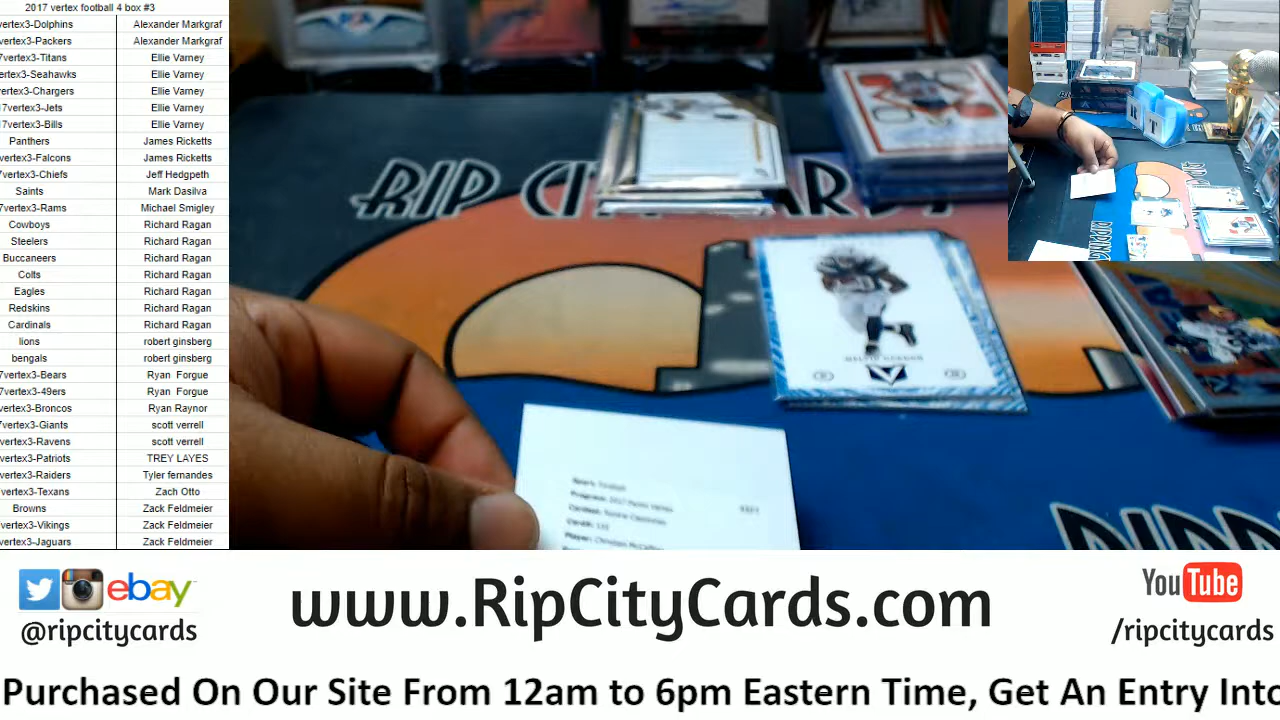 2017 vertex football 4 box #3
vertex3-Dolphins Alexander Markgraf
vertex3-Packers Alexander Markgraf
7vertex3-Titans Ellie Varney
ertex3-Seahawks Ellie Varney
ertex3-Chargers Ellie Varney
17vertex3-Jets Ellie Varney
17vertex3-Bills Ellie Varney
Panthers James Ricketts
vertex3-Falcons James Ricketts
7vertex3-Chiefs Jeff Hedgpeth
Saints Mark Dasilva
7vertex3-Rams Michael Smigley
Cowboys Richard Ragan
Steelers Richard Ragan
Buccaneers Richard Ragan
Colts Richard Ragan
Eagles Richard Ragan
Redskins Richard Ragan
Cardinals Richard Ragan
lions robert ginsberg
bengals robert ginsberg
7vertex3-Bears Ryan Forgue
7vertex3-49ers Ryan Forgue
vertex3-Broncos Ryan Raynor
7vertex3-Giants scott verrell
vertex3-Ravens scott verrell
vertex3-Patriots TREY LAYES
vertex3-Raiders Tyler fernandes
vertex3-Texans Zach Otto
Browns Zack Feldmeier
vertex3-Vikings Zack Feldmeier
vertex3-Jaguars Zack Feldmeier
RIP CITY CARDS
MELVIN GORDON
R T
ebay
@ripcitycards
www.RipCityCards.com
YouTube
/ripcitycards
Purchased On Our Site From 12am to 6pm Eastern Time, Get An Entry Into